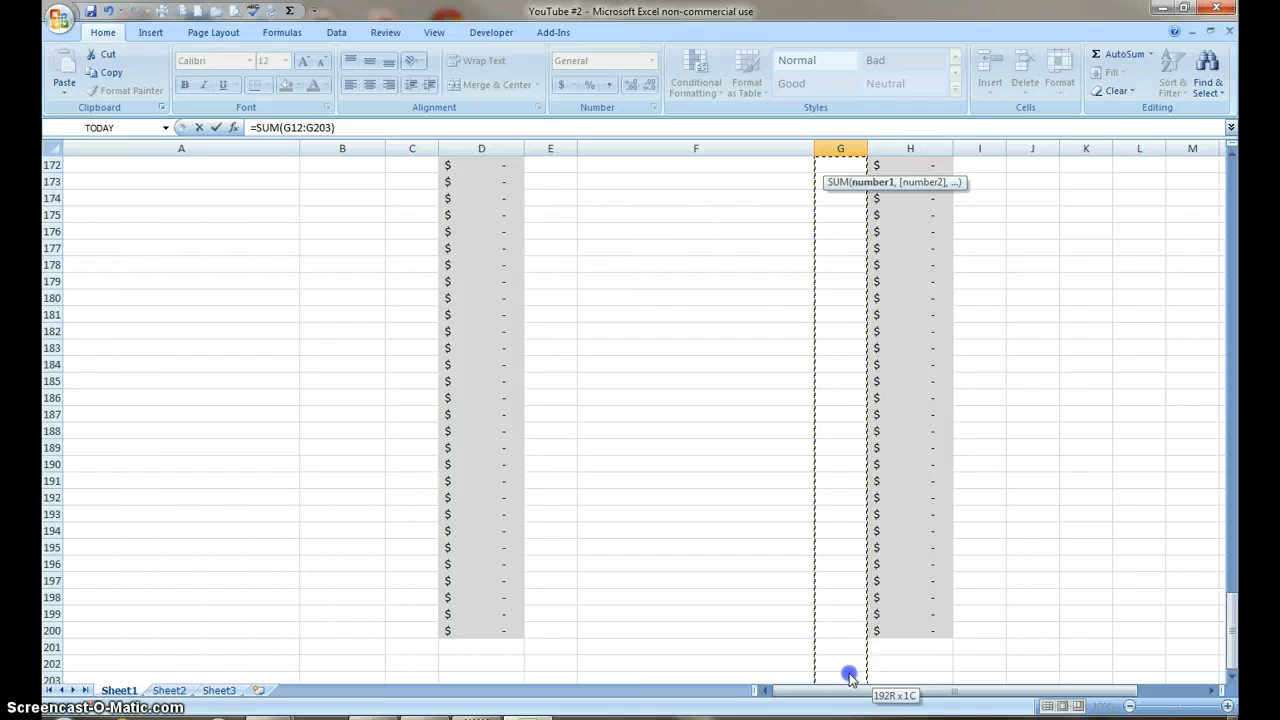 YouTube #2 - Microsoft Excel non-commercial use
Home Insert Page Layout Formulas Data Review View Developer Add-Ins
Paste Cut Copy Format Painter Clipboard
Calibri 12 B I U A A A Font
Wrap Text Merge & Center Alignment
General $ % , Number
Conditional Formatting Format as Table Normal Bad Good Neutral Styles
Insert Delete Format Cells
Σ AutoSum Fill Clear Sort & Filter Find & Select Editing
TODAY fx =SUM(G12:G203)
A B C D E F G H I J K L M
172 $ - $ -
173 $ - SUM(number1, [number2], ...)
174 $ - $ -
175 $ - $ -
176 $ - $ -
177 $ - $ -
178 $ - $ -
179 $ - $ -
180 $ - $ -
181 $ - $ -
182 $ - $ -
183 $ - $ -
184 $ - $ -
185 $ - $ -
186 $ - $ -
187 $ - $ -
188 $ - $ -
189 $ - $ -
190 $ - $ -
191 $ - $ -
192 $ - $ -
193 $ - $ -
194 $ - $ -
195 $ - $ -
196 $ - $ -
197 $ - $ -
198 $ - $ -
199 $ - $ -
200 $ - $ -
201
202
203
Sheet1 Sheet2 Sheet3 192R x 1C
Screencast-O-Matic.com